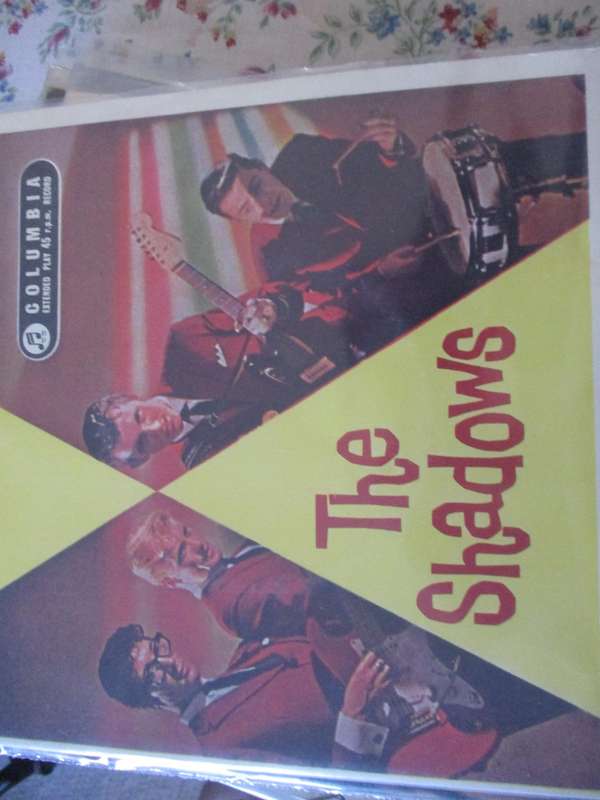 COLUMBIA
EXTENDED PLAY 45 r.p.m. RECORD
The
Shadows